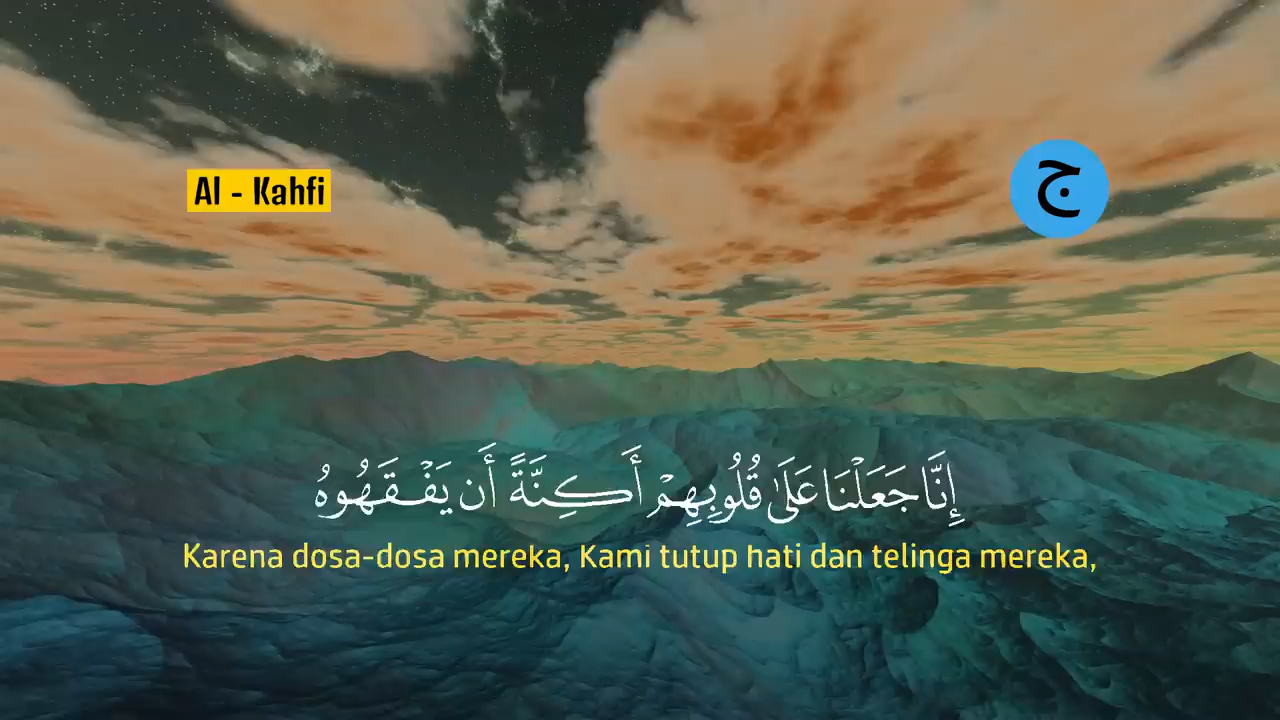 Al - Kahfi
ج
إِنَّا جَعَلْنَا عَلَىٰ قُلُوبِهِمْ أَكِنَّةً أَن يَفْقَهُوهُ
Karena dosa-dosa mereka, Kami tutup hati dan telinga mereka,